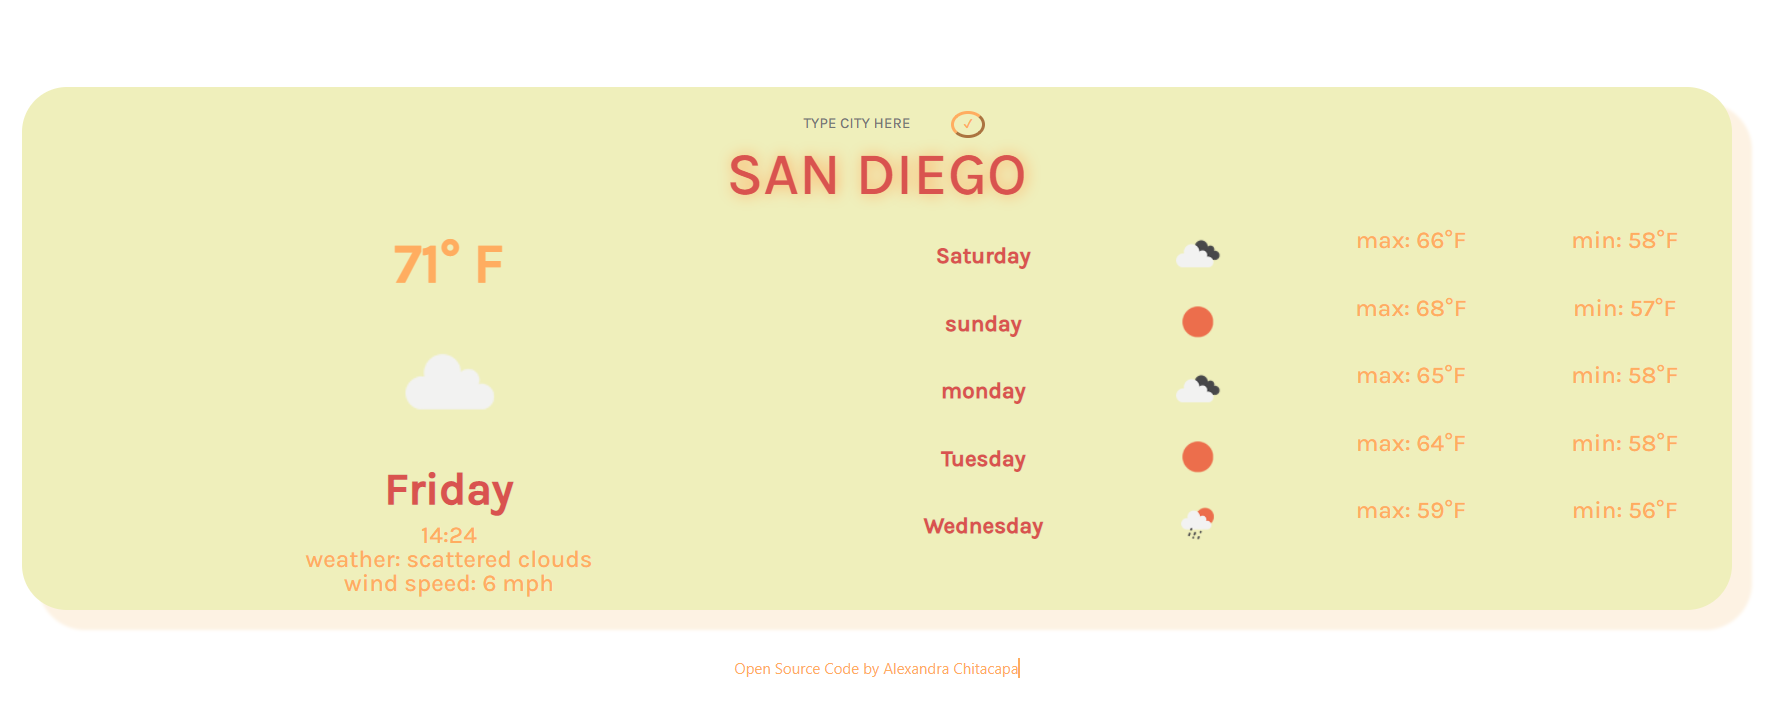 TYPE CITY HERE ✓
SAN DIEGO
71° F
Friday
14:24
weather: scattered clouds
wind speed: 6 mph
Saturday max: 66°F min: 58°F
sunday max: 68°F min: 57°F
monday max: 65°F min: 58°F
Tuesday max: 64°F min: 58°F
Wednesday max: 59°F min: 56°F
Open Source Code by Alexandra Chitacapa